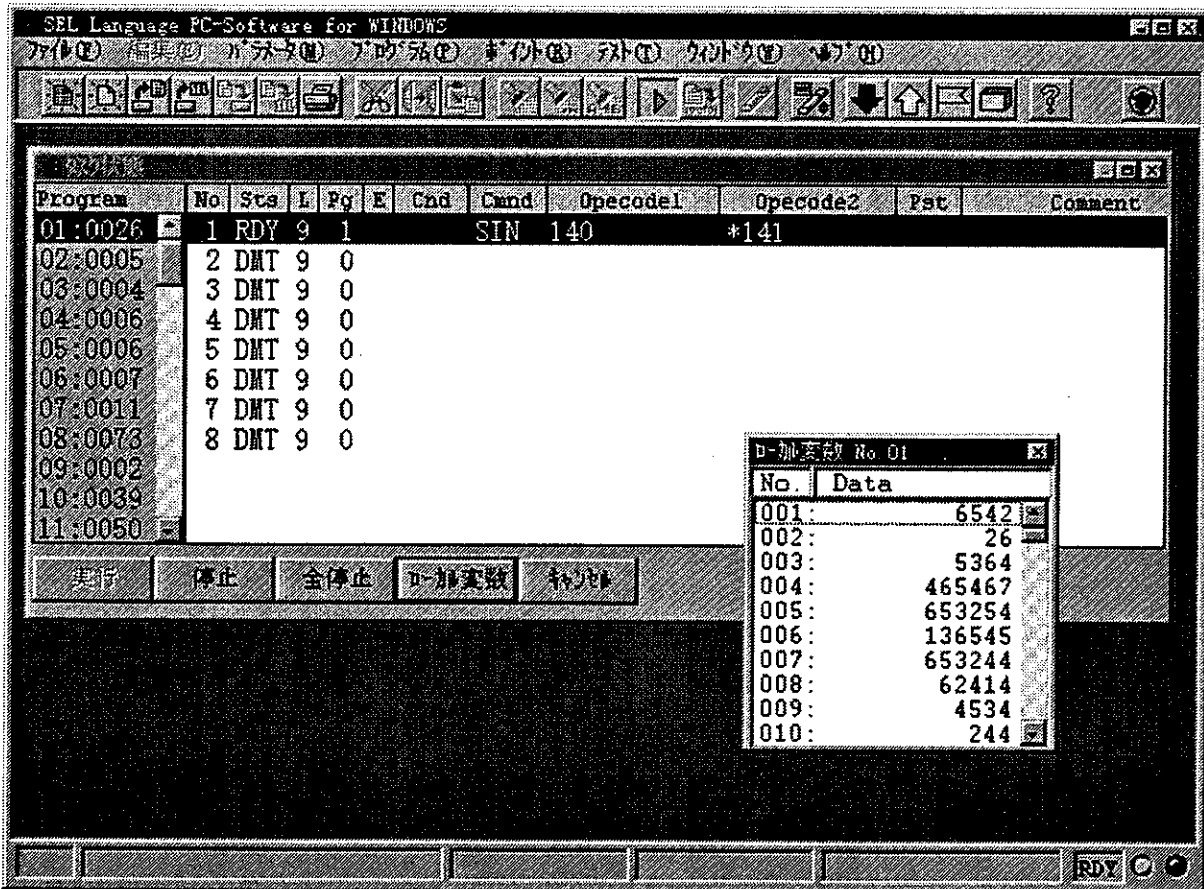 SEL Language PC-Software for WINDOWS
ファイル(F) 編集(E) パラメータ(M) プログラム(P) ポイント(R) テスト(T) ウィンドウ(W) ヘルプ(H)
Program No Sts L Pg E Cnd Cmnd Opecode1 Opecode2 Pst Comment
01:0026 1 RDY 9 1 SIN 140 *141
02:0005 2 DMT 9 0
03:0004 3 DMT 9 0
04:0006 4 DMT 9 0
05:0006 5 DMT 9 0
06:0007 6 DMT 9 0
07:0011 7 DMT 9 0
08:0073 8 DMT 9 0
09:0002
10:0039
11:0050
実行 停止 全停止 ローカル変数 キャンセル
ローカル変数 No.01
No. Data
001: 6542
002: 26
003: 5364
004: 465467
005: 653254
006: 136545
007: 653244
008: 62414
009: 4534
010: 244
RDY